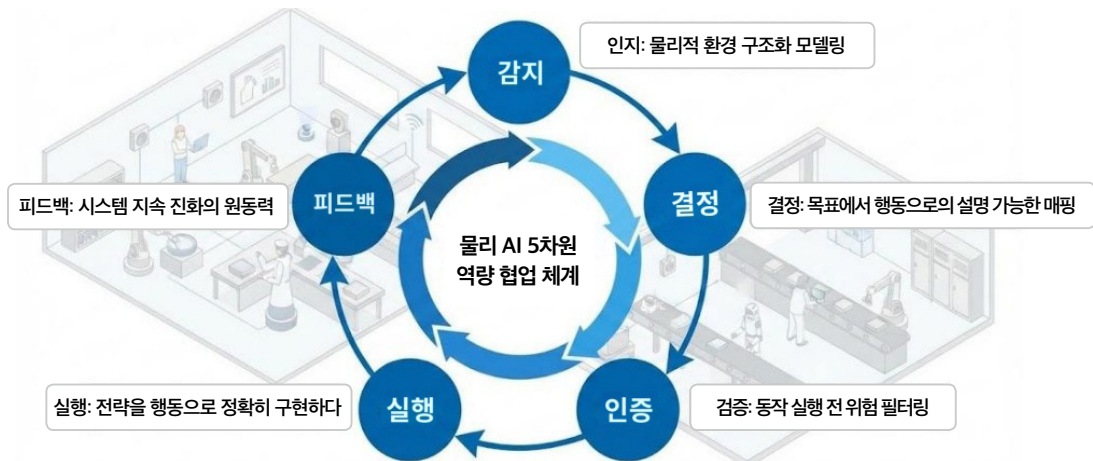 감지
인지: 물리적 환경 구조화 모델링
피드백: 시스템 지속 진화의 원동력
피드백
결정
결정: 목표에서 행동으로의 설명 가능한 매핑
물리 AI 5차원
역량 협업 체계
실행: 전략을 행동으로 정확히 구현하다
실행
인증
검증: 동작 실행 전 위험 필터링